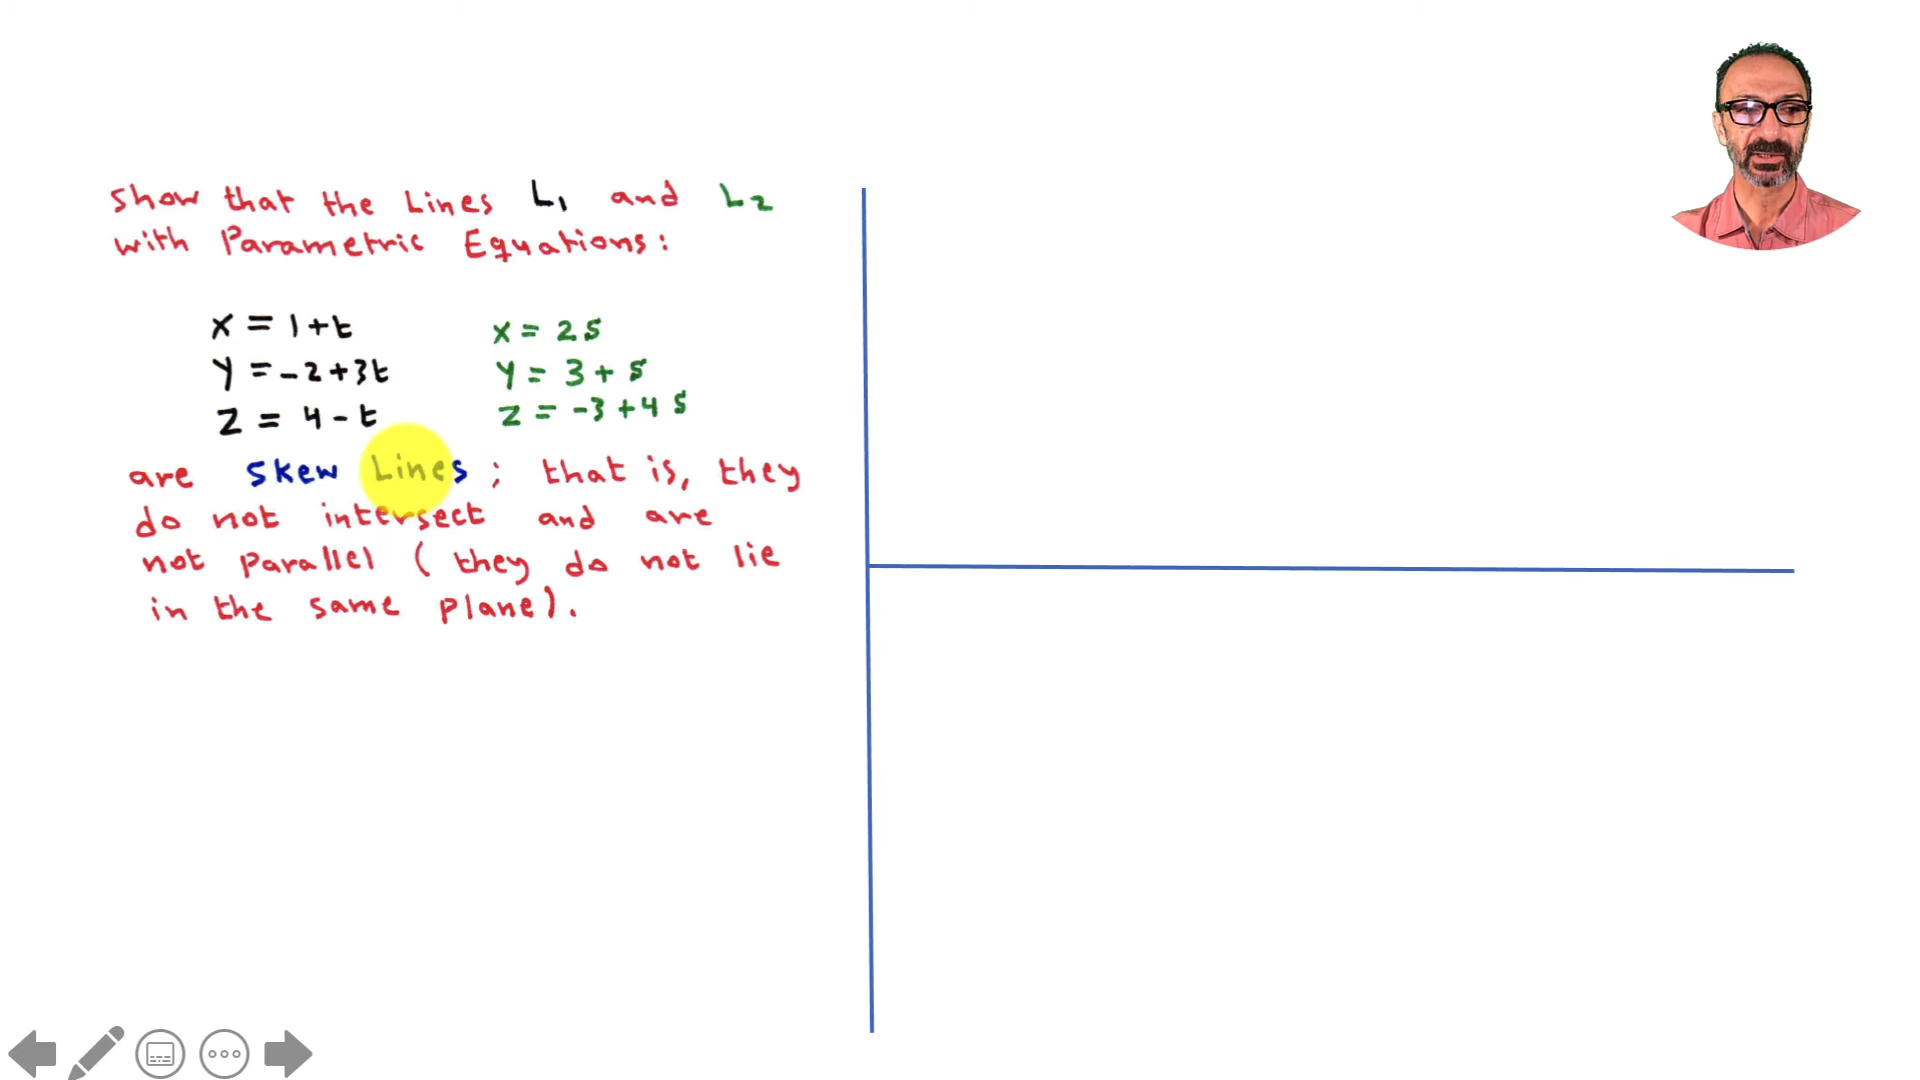 Show that the Lines L₁ and L₂
with Parametric Equations:
x = 1+t
y = -2+3t
z = 4-t
x = 2s
y = 3+s
z = -3+4s
are skew Lines ; that is, they
do not intersect and are
not parallel (they do not lie
in the same plane).